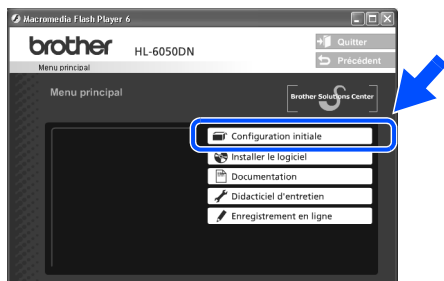 Macromedia Flash Player 6
brother
HL-6050DN
Quitter
Précédent
Menu principal
Menu principal
Brother Solutions Center
Configuration initiale
Installer le logiciel
Documentation
Didacticiel d'entretien
Enregistrement en ligne